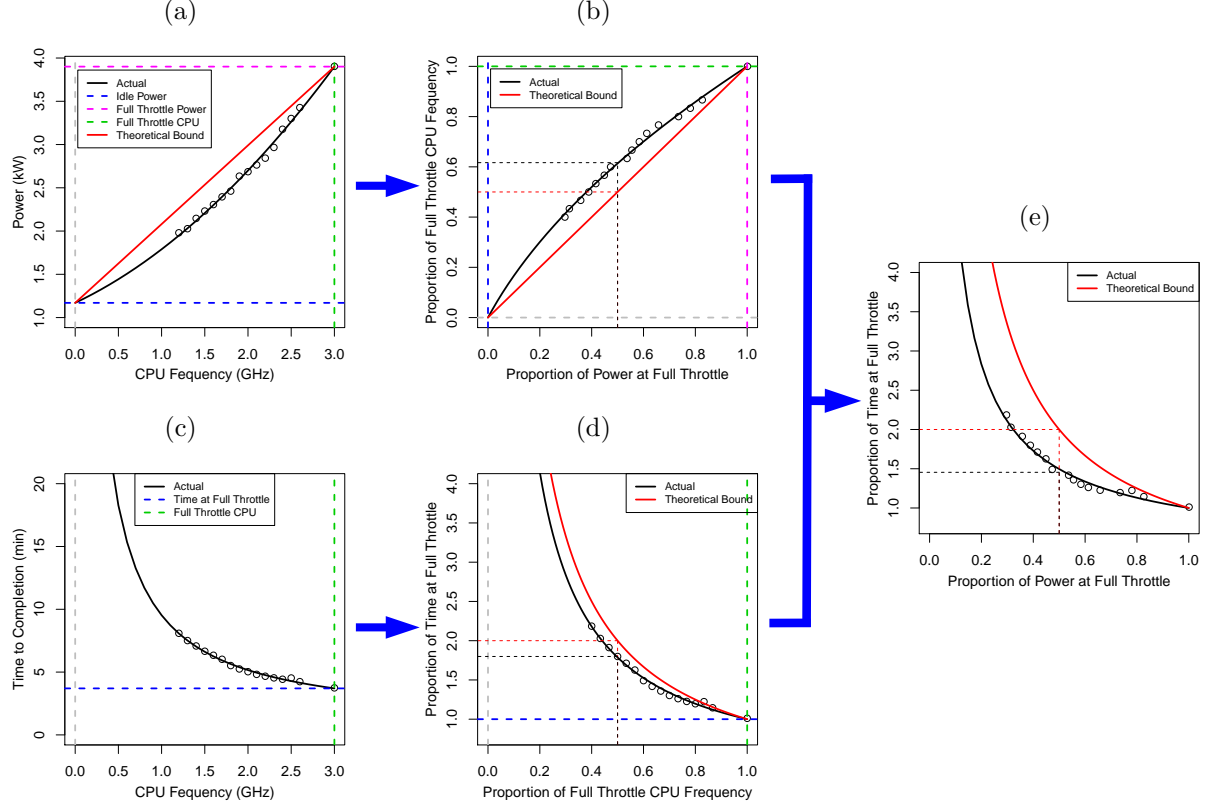 (a)
4.0
3.5
3.0
2.5
2.0
1.5
1.0
Power (kW)
Actual
Idle Power
Full Throttle Power
Full Throttle CPU
Theoretical Bound
0.0 0.5 1.0 1.5 2.0 2.5 3.0
CPU Fequency (GHz)
(b)
1.0
0.8
0.6
0.4
0.2
0.0
Proportion of Full Throttle CPU Fequency
Actual
Theoretical Bound
0.0 0.2 0.4 0.6 0.8 1.0
Proportion of Power at Full Throttle
(c)
20
15
10
5
0
Time to Completion (min)
Actual
Time at Full Throttle
Full Throttle CPU
0.0 0.5 1.0 1.5 2.0 2.5 3.0
CPU Fequency (GHz)
(d)
4.0
3.5
3.0
2.5
2.0
1.5
1.0
Proportion of Time at Full Throttle
Actual
Theoretical Bound
0.0 0.2 0.4 0.6 0.8 1.0
Proportion of Full Throttle CPU Frequency
(e)
4.0
3.5
3.0
2.5
2.0
1.5
1.0
Proportion of Time at Full Throttle
Actual
Theoretical Bound
0.0 0.2 0.4 0.6 0.8 1.0
Proportion of Power at Full Throttle